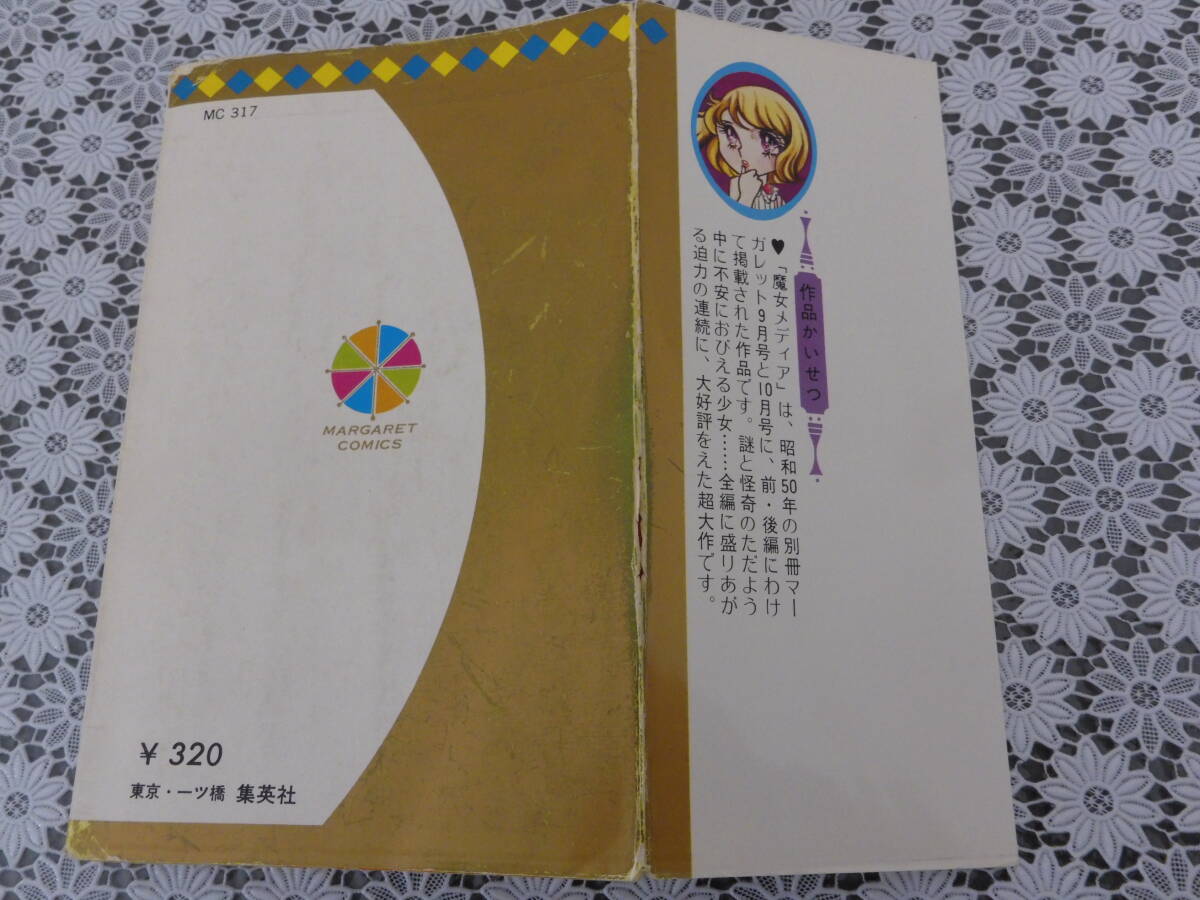 MC 317
MARGARET
COMICS
¥ 320
東京・一ツ橋 集英社
作品かいせつ
♥「魔女メディア」は、昭和50年の別冊マー
ガレット9月号と10月号に、前・後編にわけ
て掲載された作品です。謎と怪奇のただよう
中に不安におびえる少女……全編に盛りあが
る迫力の連続に、大好評をえた超大作です。